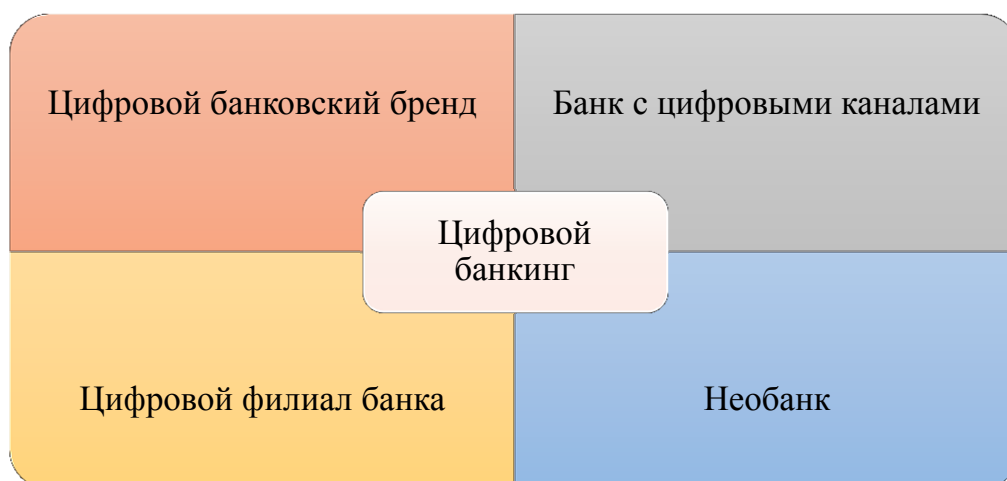 Цифровой банковский бренд
Банк с цифровыми каналами
Цифровой
банкинг
Цифровой филиал банка
Необанк